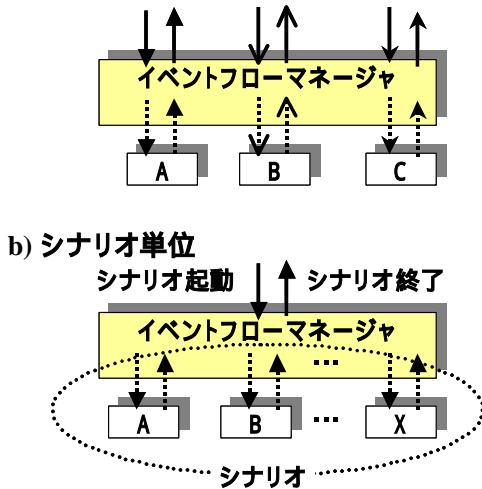 イベントフローマネージャ
A B C
b) シナリオ単位
シナリオ起動 シナリオ終了
イベントフローマネージャ
...
A B ... X
シナリオ